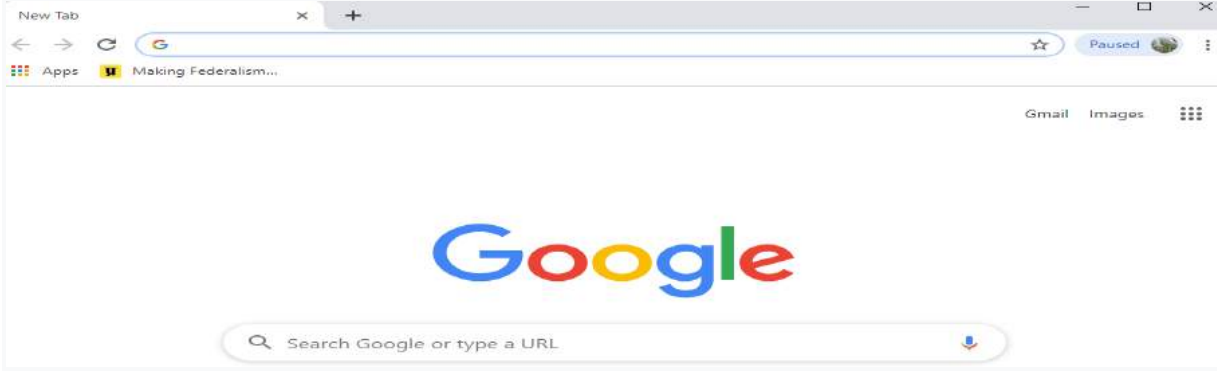 New Tab
Paused
Apps Making Federalism...
Gmail Images
Google
Search Google or type a URL